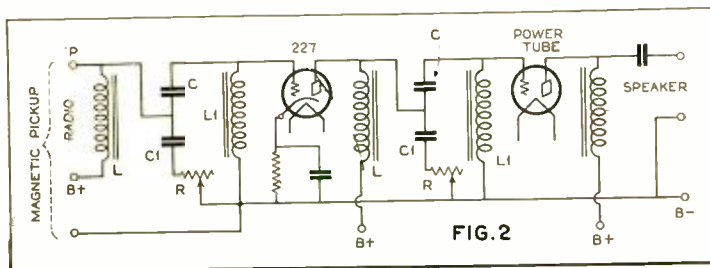 MAGNETIC PICKUP
RADIO
P
B+
L
C
C1
R
L1
227
L
B+
C
C1
R
L1
POWER
TUBE
SPEAKER
B+
B-
FIG. 2